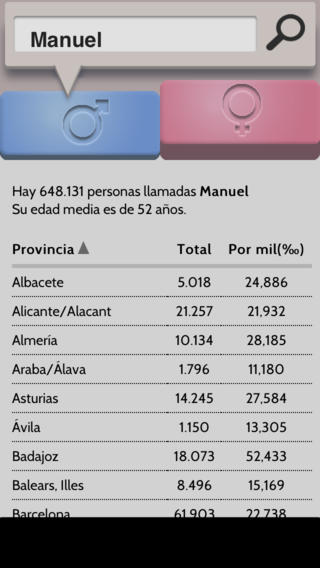 Manuel
Hay 648.131 personas llamadas Manuel
Su edad media es de 52 años.
Provincia Total Por mil(‰)
Albacete 5.018 24,886
Alicante/Alacant 21.257 21,932
Almería 10.134 28,185
Araba/Álava 1.796 11,180
Asturias 14.245 27,584
Ávila 1.150 13,305
Badajoz 18.073 52,433
Balears, Illes 8.496 15,169
Barcelona 61.903 22,738